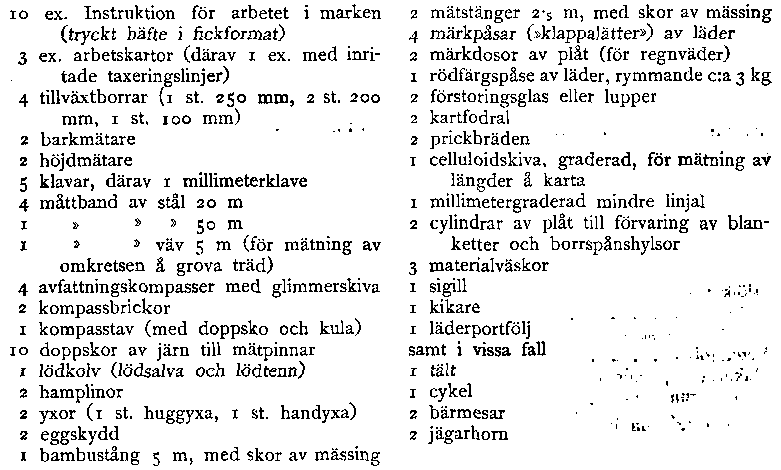 10 ex. Instruktion för arbetet i marken
(tryckt häfte i fickformat)
3 ex. arbetskartor (därav 1 ex. med inri-
tade taxeringslinjer)
4 tillväxtborrar (1 st. 250 mm, 2 st. 200
mm, 1 st. 100 mm)
2 barkmätare
2 höjdmätare
5 klavar, därav 1 millimeterklave
4 måttband av stål 20 m
1 » » » 50 m
1 » » väv 5 m (för mätning av
omkretsen å grova träd)
4 avfattningskompasser med glimmerskiva
2 kompassbrickor
1 kompasstav (med doppsko och kula)
10 doppskor av järn till mätpinnar
1 lödkolv (lödsalva och lödtenn)
2 hamplinor
2 yxor (1 st. huggyxa, 1 st. handyxa)
2 eggskydd
1 bambustång 5 m, med skor av mässing
2 mätstänger 2·5 m, med skor av mässing
4 märkpåsar (»klappalätter») av läder
2 märkdosor av plåt (för regnväder)
1 rödfärgspåse av läder, rymmande c:a 3 kg
2 förstoringsglas eller lupper
2 kartfodral
2 prickbräden
1 celluloidskiva, graderad, för mätning av
längder å karta
1 millimetergraderad mindre linjal
2 cylindrar av plåt till förvaring av blan-
ketter och borrspånshylsor
3 materialväskor
1 sigill
1 kikare
1 läderportfölj
samt i vissa fall
1 tält
1 cykel
2 bärmesar
2 jägarhorn